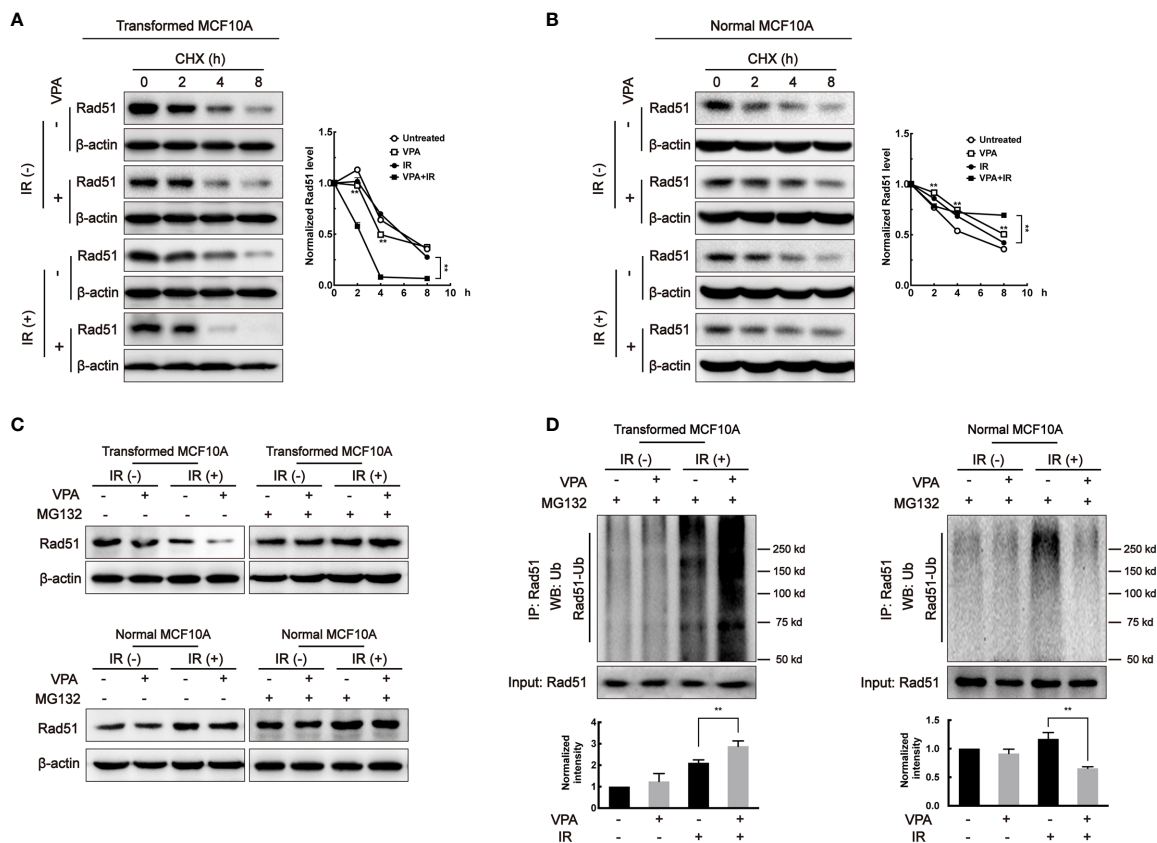 A
Transformed MCF10A
CHX (h)
VPA
0 2 4 8
IR (-)
-
Rad51
β-actin
+
Rad51
β-actin
IR (+)
-
Rad51
β-actin
+
Rad51
β-actin
Normalized Rad51 level
1.5
1.0
0.5
0.0
0 2 4 6 8 10 h
Untreated
VPA
IR
VPA+IR
**
**
**
B
Normal MCF10A
CHX (h)
VPA
0 2 4 8
IR (-)
-
Rad51
β-actin
+
Rad51
β-actin
IR (+)
-
Rad51
β-actin
+
Rad51
β-actin
Normalized Rad51 level
1.5
1.0
0.5
0.0
0 2 4 6 8 10 h
Untreated
VPA
IR
VPA+IR
**
**
**
**
C
Transformed MCF10A Transformed MCF10A
IR (-) IR (+) IR (-) IR (+)
VPA - + - + - + - +
MG132 - - - - + + + +
Rad51
β-actin
Normal MCF10A Normal MCF10A
IR (-) IR (+) IR (-) IR (+)
VPA - + - + - + - +
MG132 - - - - + + + +
Rad51
β-actin
D
Transformed MCF10A
IR (-) IR (+)
VPA - + - +
MG132 + + + +
IP: Rad51
WB: Ub
Rad51-Ub
250 kd
150 kd
100 kd
75 kd
50 kd
Input: Rad51
Normalized
intensity
4
3
2
1
0
**
VPA - + - +
IR - - + +
Normal MCF10A
IR (-) IR (+)
VPA - + - +
MG132 + + + +
IP: Rad51
WB: Ub
Rad51-Ub
250 kd
150 kd
100 kd
75 kd
50 kd
Input: Rad51
Normalized
intensity
1.5
1.0
0.5
0.0
**
VPA - + - +
IR - - + +